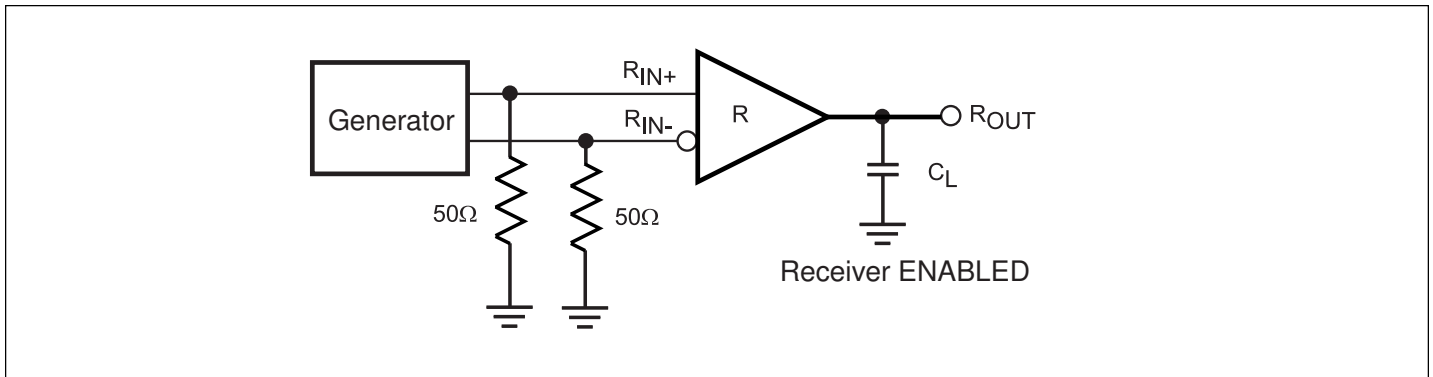 Generator
RIN+
RIN-
R
ROUT
50Ω
50Ω
CL
Receiver ENABLED